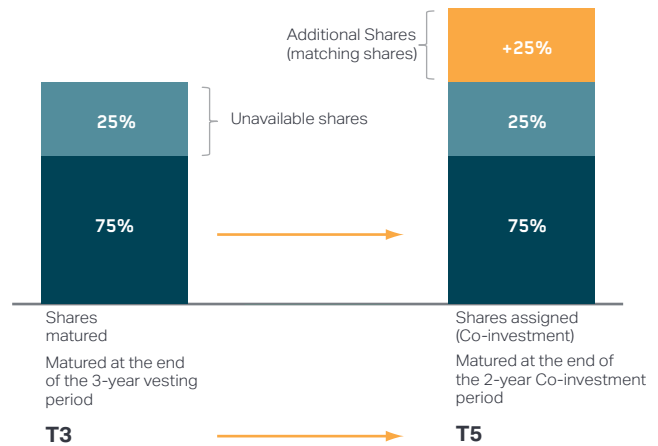 Additional Shares
(matching shares)
+25%
25%
Unavailable shares
25%
75%
75%
Shares
matured
Matured at the end
of the 3-year vesting
period
T3
Shares assigned
(Co-investment)
Matured at the end of
the 2-year Co-investment
period
T5